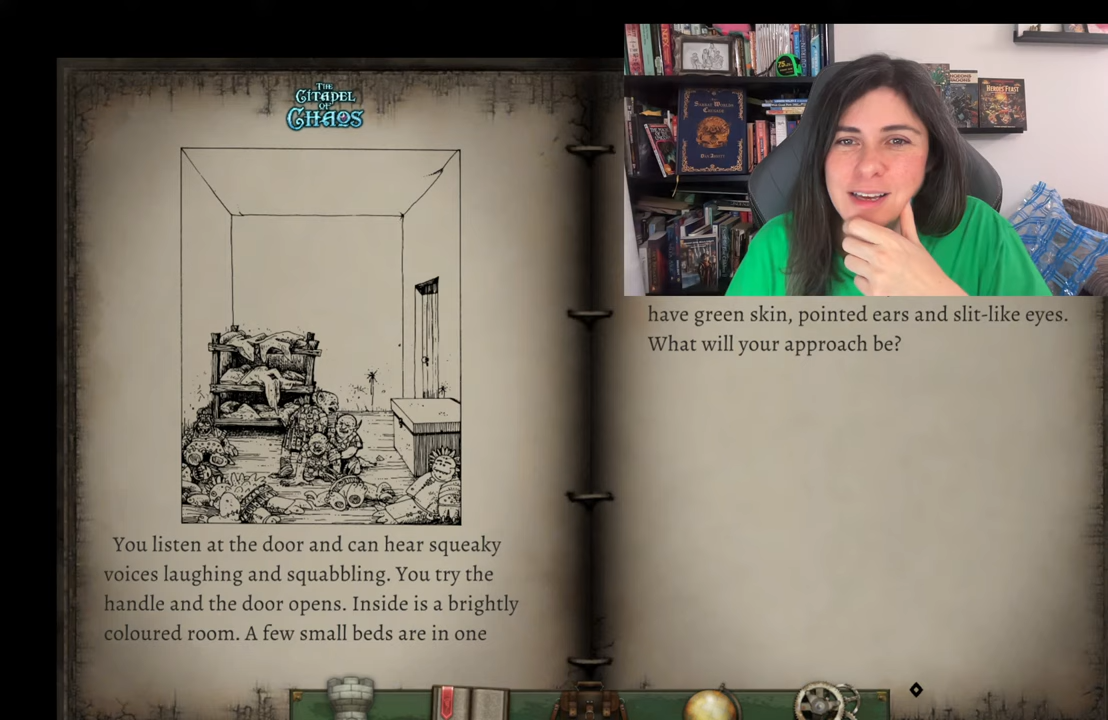 THE
CITADEL
OF
CHAOS
You listen at the door and can hear squeaky
voices laughing and squabbling. You try the
handle and the door opens. Inside is a brightly
coloured room. A few small beds are in one
have green skin, pointed ears and slit-like eyes.
What will your approach be?
HEROES' FEAST